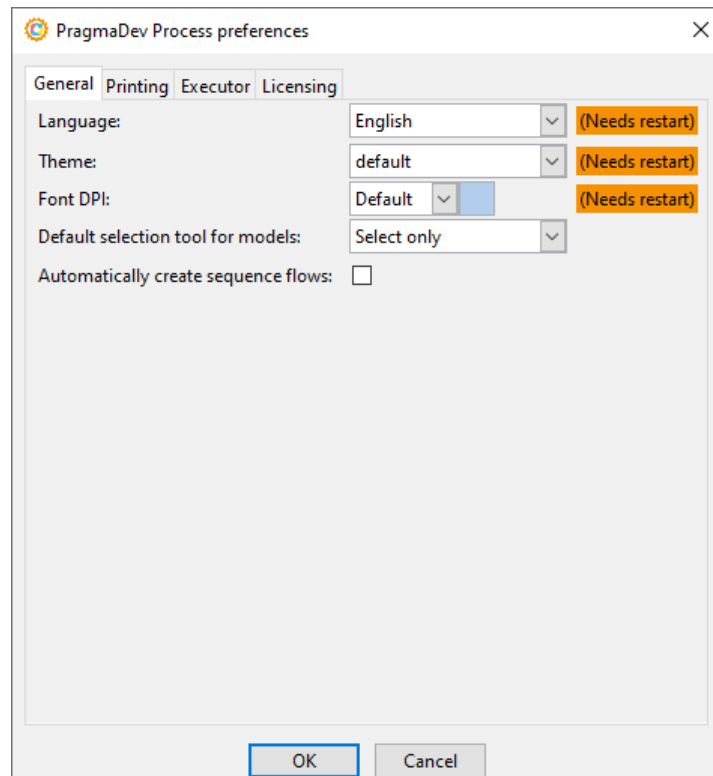 PragmaDev Process preferences
General Printing Executor Licensing
Language: English (Needs restart)
Theme: default (Needs restart)
Font DPI: Default (Needs restart)
Default selection tool for models: Select only
Automatically create sequence flows:
OK Cancel